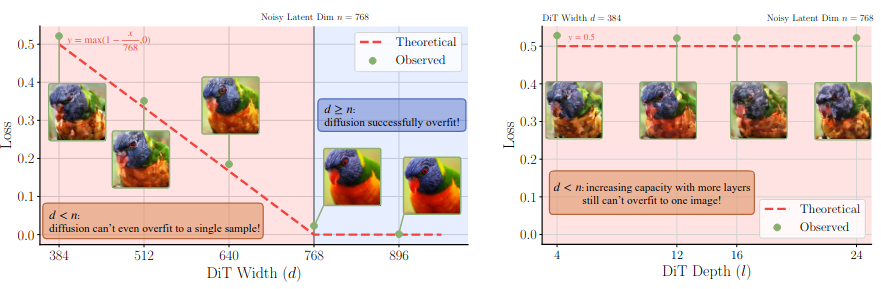 Noisy Latent Dim n = 768
y = max(1 − x/768, 0)
Theoretical
Observed
d ≥ n:
diffusion successfully overfit!
d < n:
diffusion can't even overfit to a single sample!
Loss
0.5
0.4
0.3
0.2
0.1
0.0
384 512 640 768 896
DiT Width (d)
DiT Width d = 384 Noisy Latent Dim n = 768
y = 0.5
d < n: increasing capacity with more layers
still can't overfit to one image!
Theoretical
Observed
Loss
0.5
0.4
0.3
0.2
0.1
0.0
4 12 16 24
DiT Depth (l)